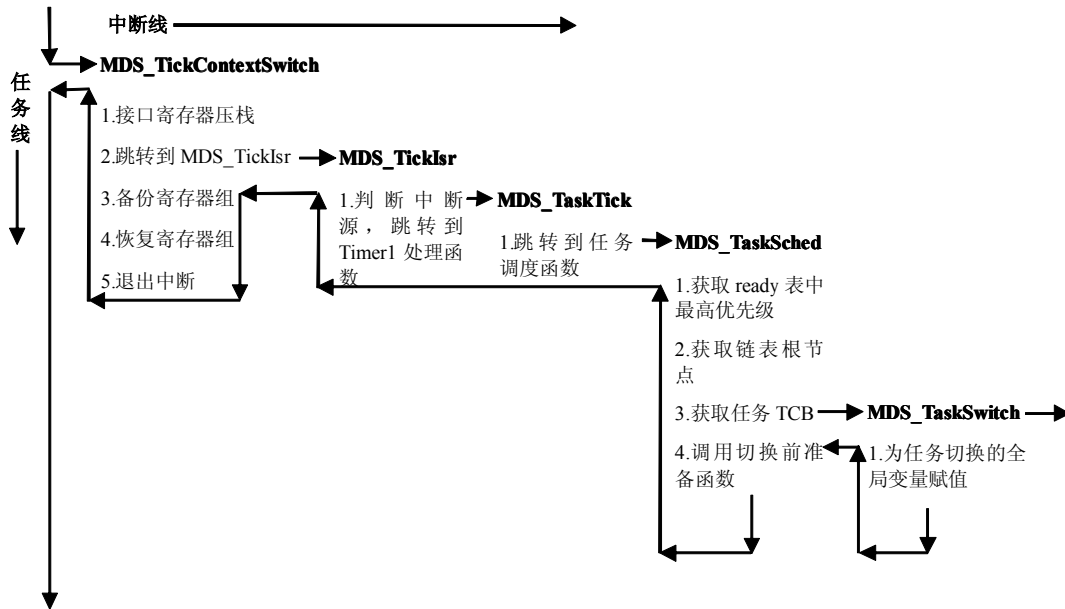 中断线
MDS_TickContextSwitch
任
务
线
1.接口寄存器压栈
2.跳转到 MDS_TickIsr
MDS_TickIsr
3.备份寄存器组
4.恢复寄存器组
5.退出中断
1.判断中断
源，跳转到
Timer1 处理函
数
MDS_TaskTick
1.跳转到任务
调度函数
MDS_TaskSched
1.获取 ready 表中
最高优先级
2.获取链表根节
点
3.获取任务 TCB
MDS_TaskSwitch
4.调用切换前准
备函数
1.为任务切换的全
局变量赋值